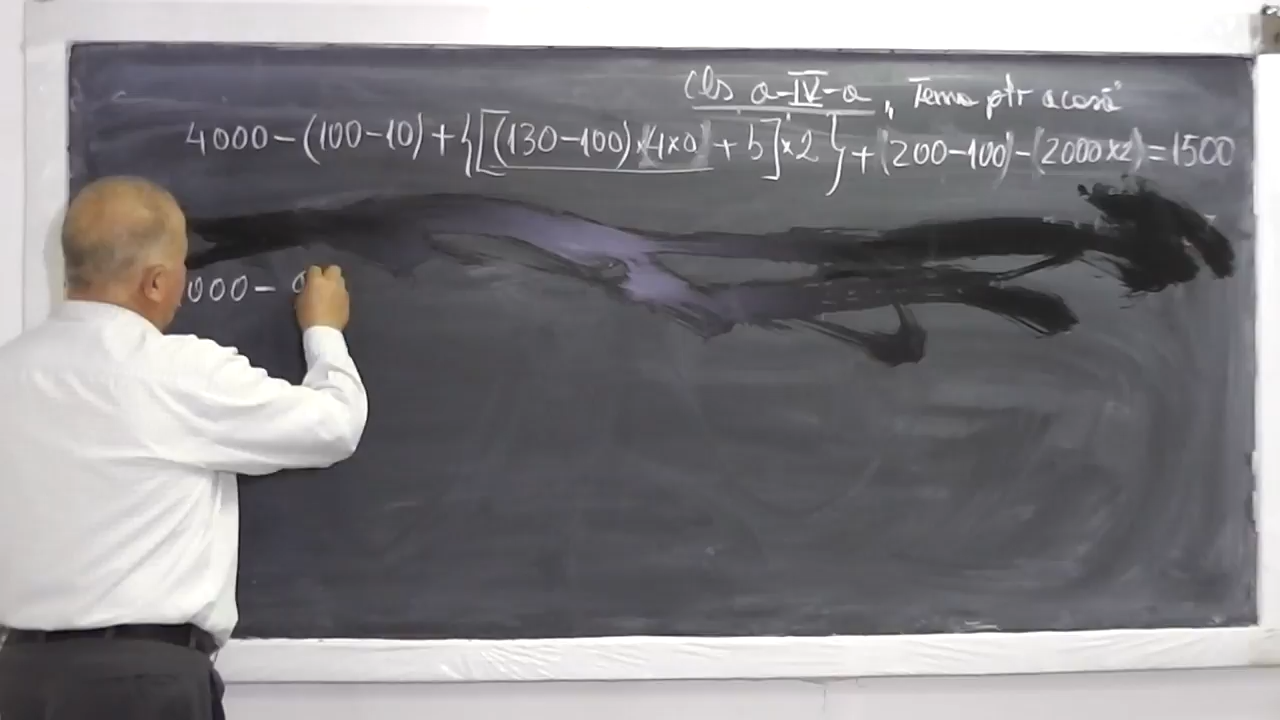 cls a-IV-a, Tema ptr acasă
4000-(100-10)+{[(130-100)×(4×0)+b]×2}+(200-100)-(2000×2)=1500
000-